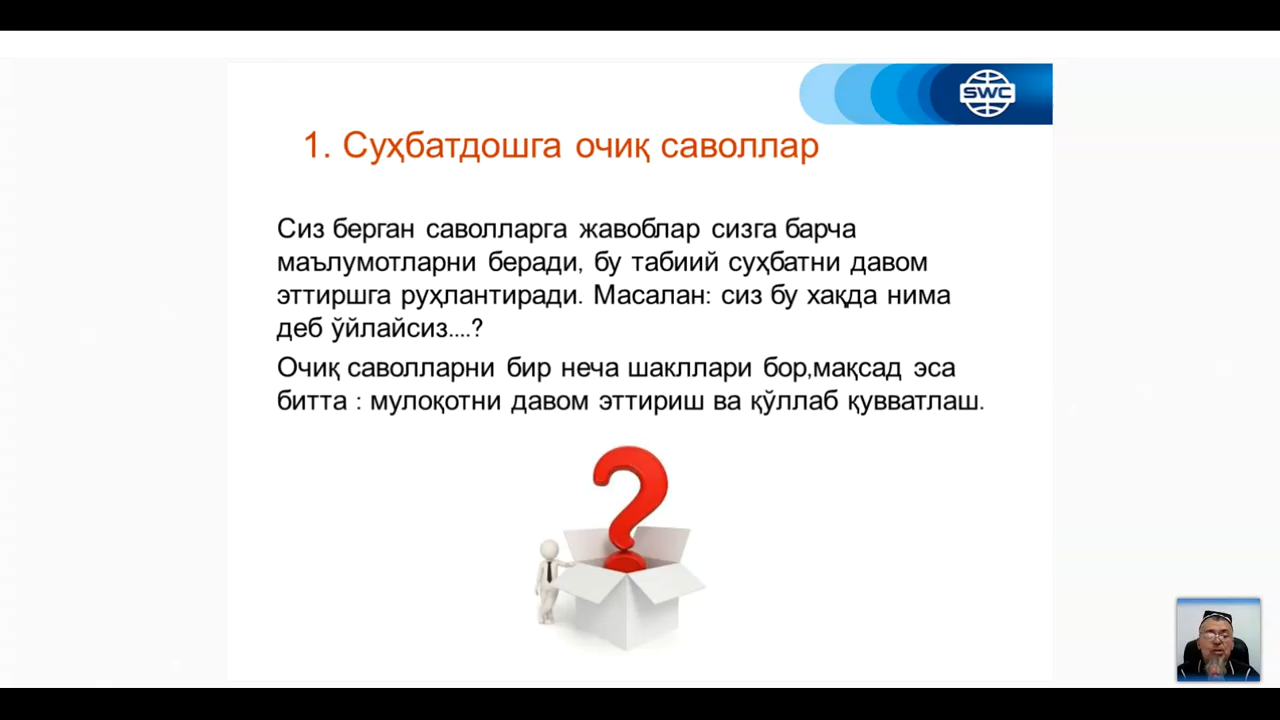 SWC
1. Суҳбатдошга очиқ саволлар
Сиз берган саволларга жавоблар сизга барча
маълумотларни беради, бу табиий суҳбатни давом
эттиршга руҳлантиради. Масалан: сиз бу хақда нима
деб ўйлайсиз....?
Очиқ саволларни бир неча шакллари бор,мақсад эса
битта : мулоқотни давом эттириш ва қўллаб қувватлаш.